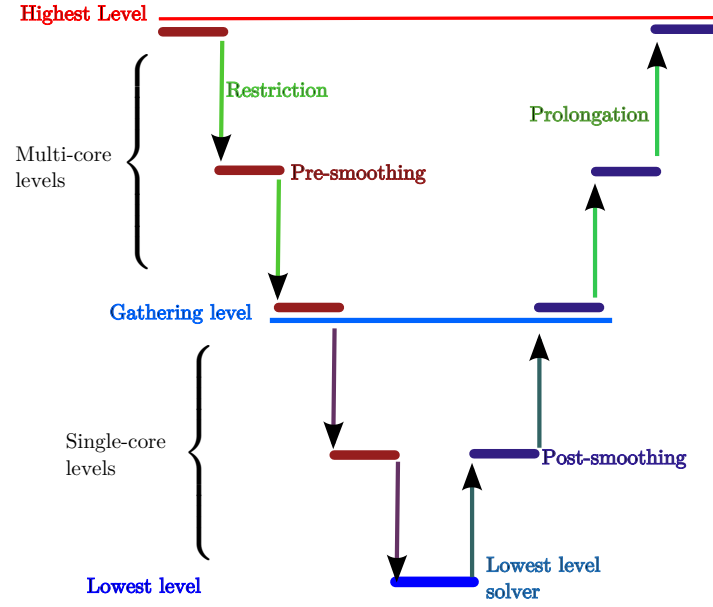 Highest Level
Restriction
Prolongation
Multi-core
levels
Pre-smoothing
Gathering level
Single-core
levels
Post-smoothing
Lowest level
Lowest level
solver